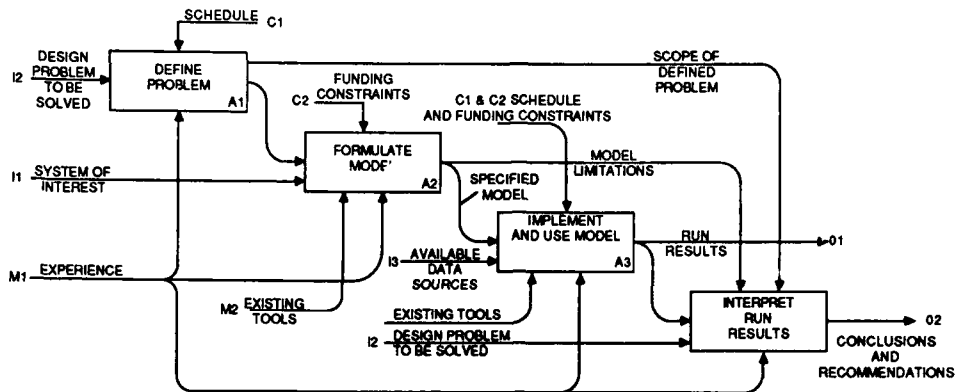 SCHEDULE C1
I2 DESIGN
PROBLEM
TO BE
SOLVED
DEFINE
PROBLEM
A1
SCOPE OF
DEFINED
PROBLEM
FUNDING
CONSTRAINTS
C2
C1 & C2 SCHEDULE
AND FUNDING CONSTRAINTS
FORMULATE
MODE'
A2
MODEL
LIMITATIONS
I1 SYSTEM OF
INTEREST
SPECIFIED
MODEL
IMPLEMENT
AND USE MODEL
A3
RUN
RESULTS
01
I3 AVAILABLE
DATA
SOURCES
M1 EXPERIENCE
M2 EXISTING
TOOLS
EXISTING TOOLS
I2 DESIGN PROBLEM
TO BE SOLVED
INTERPRET
RUN
RESULTS
02
CONCLUSIONS
AND
RECOMMENDATIONS